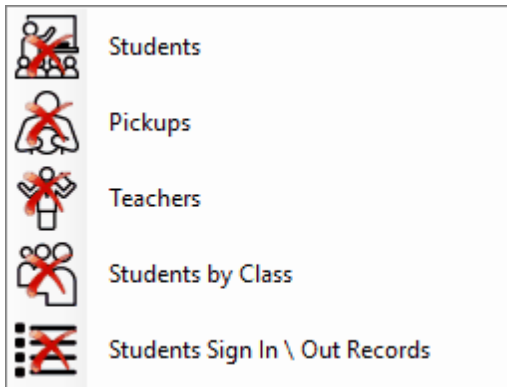 Students
Pickups
Teachers
Students by Class
Students Sign In \ Out Records